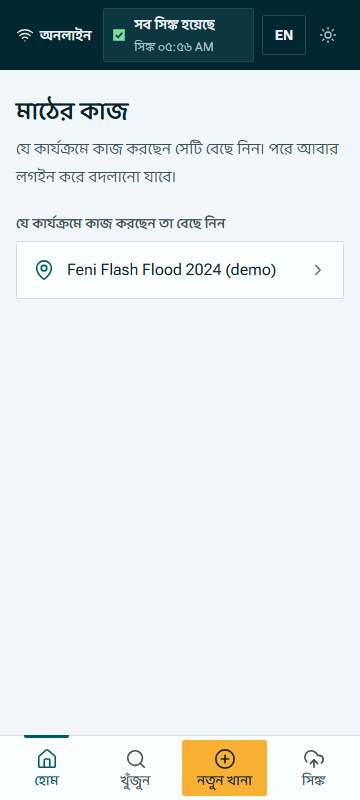 অনলাইন
সব সিঙ্ক হয়েছে
সিঙ্ক ০৫:৫৬ AM
EN
মাঠের কাজ
যে কার্যক্রমে কাজ করছেন সেটি বেছে নিন। পরে আবার
লগইন করে বদলানো যাবে।
যে কার্যক্রমে কাজ করছেন তা বেছে নিন
Feni Flash Flood 2024 (demo)
হোম
খুঁজুন
নতুন খানা
সিঙ্ক